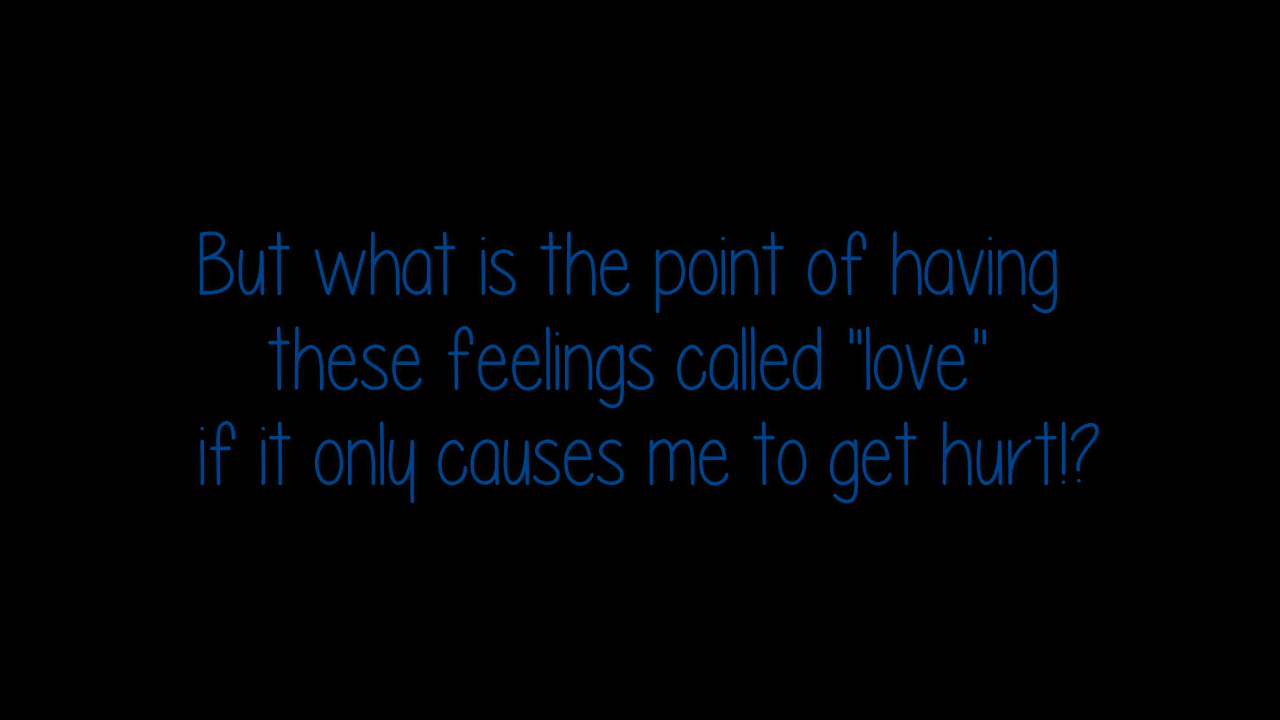 But what is the point of having
these feelings called "love"
if it only causes me to get hurt!?